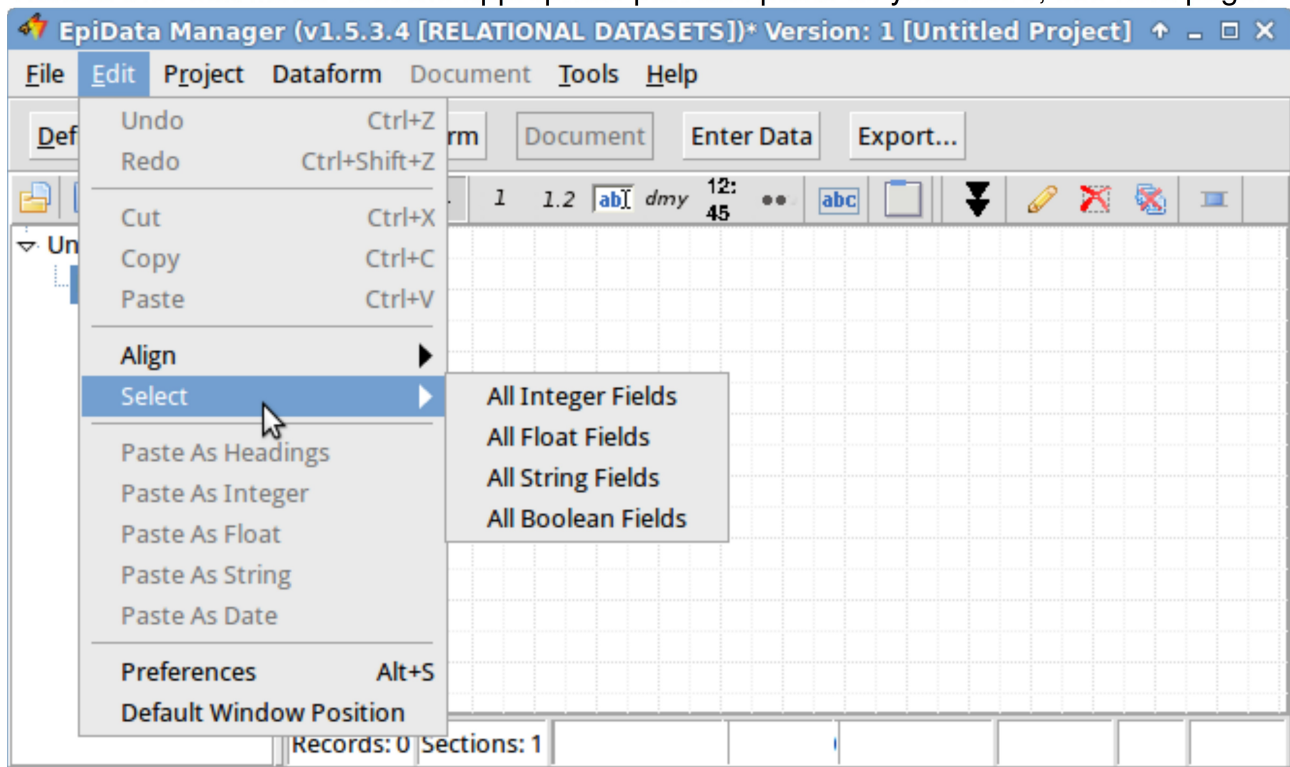 EpiData Manager (v1.5.3.4 [RELATIONAL DATASETS])* Version: 1 [Untitled Project]
File Edit Project Dataform Document Tools Help
Document Enter Data Export...
Undo Ctrl+Z
Redo Ctrl+Shift+Z
1 1.2 ab dmy 12:45 abc
Cut Ctrl+X
Copy Ctrl+C
Paste Ctrl+V
Align
Select
All Integer Fields
All Float Fields
All String Fields
All Boolean Fields
Paste As Headings
Paste As Integer
Paste As Float
Paste As String
Paste As Date
Preferences Alt+S
Default Window Position
Records: 0 Sections: 1